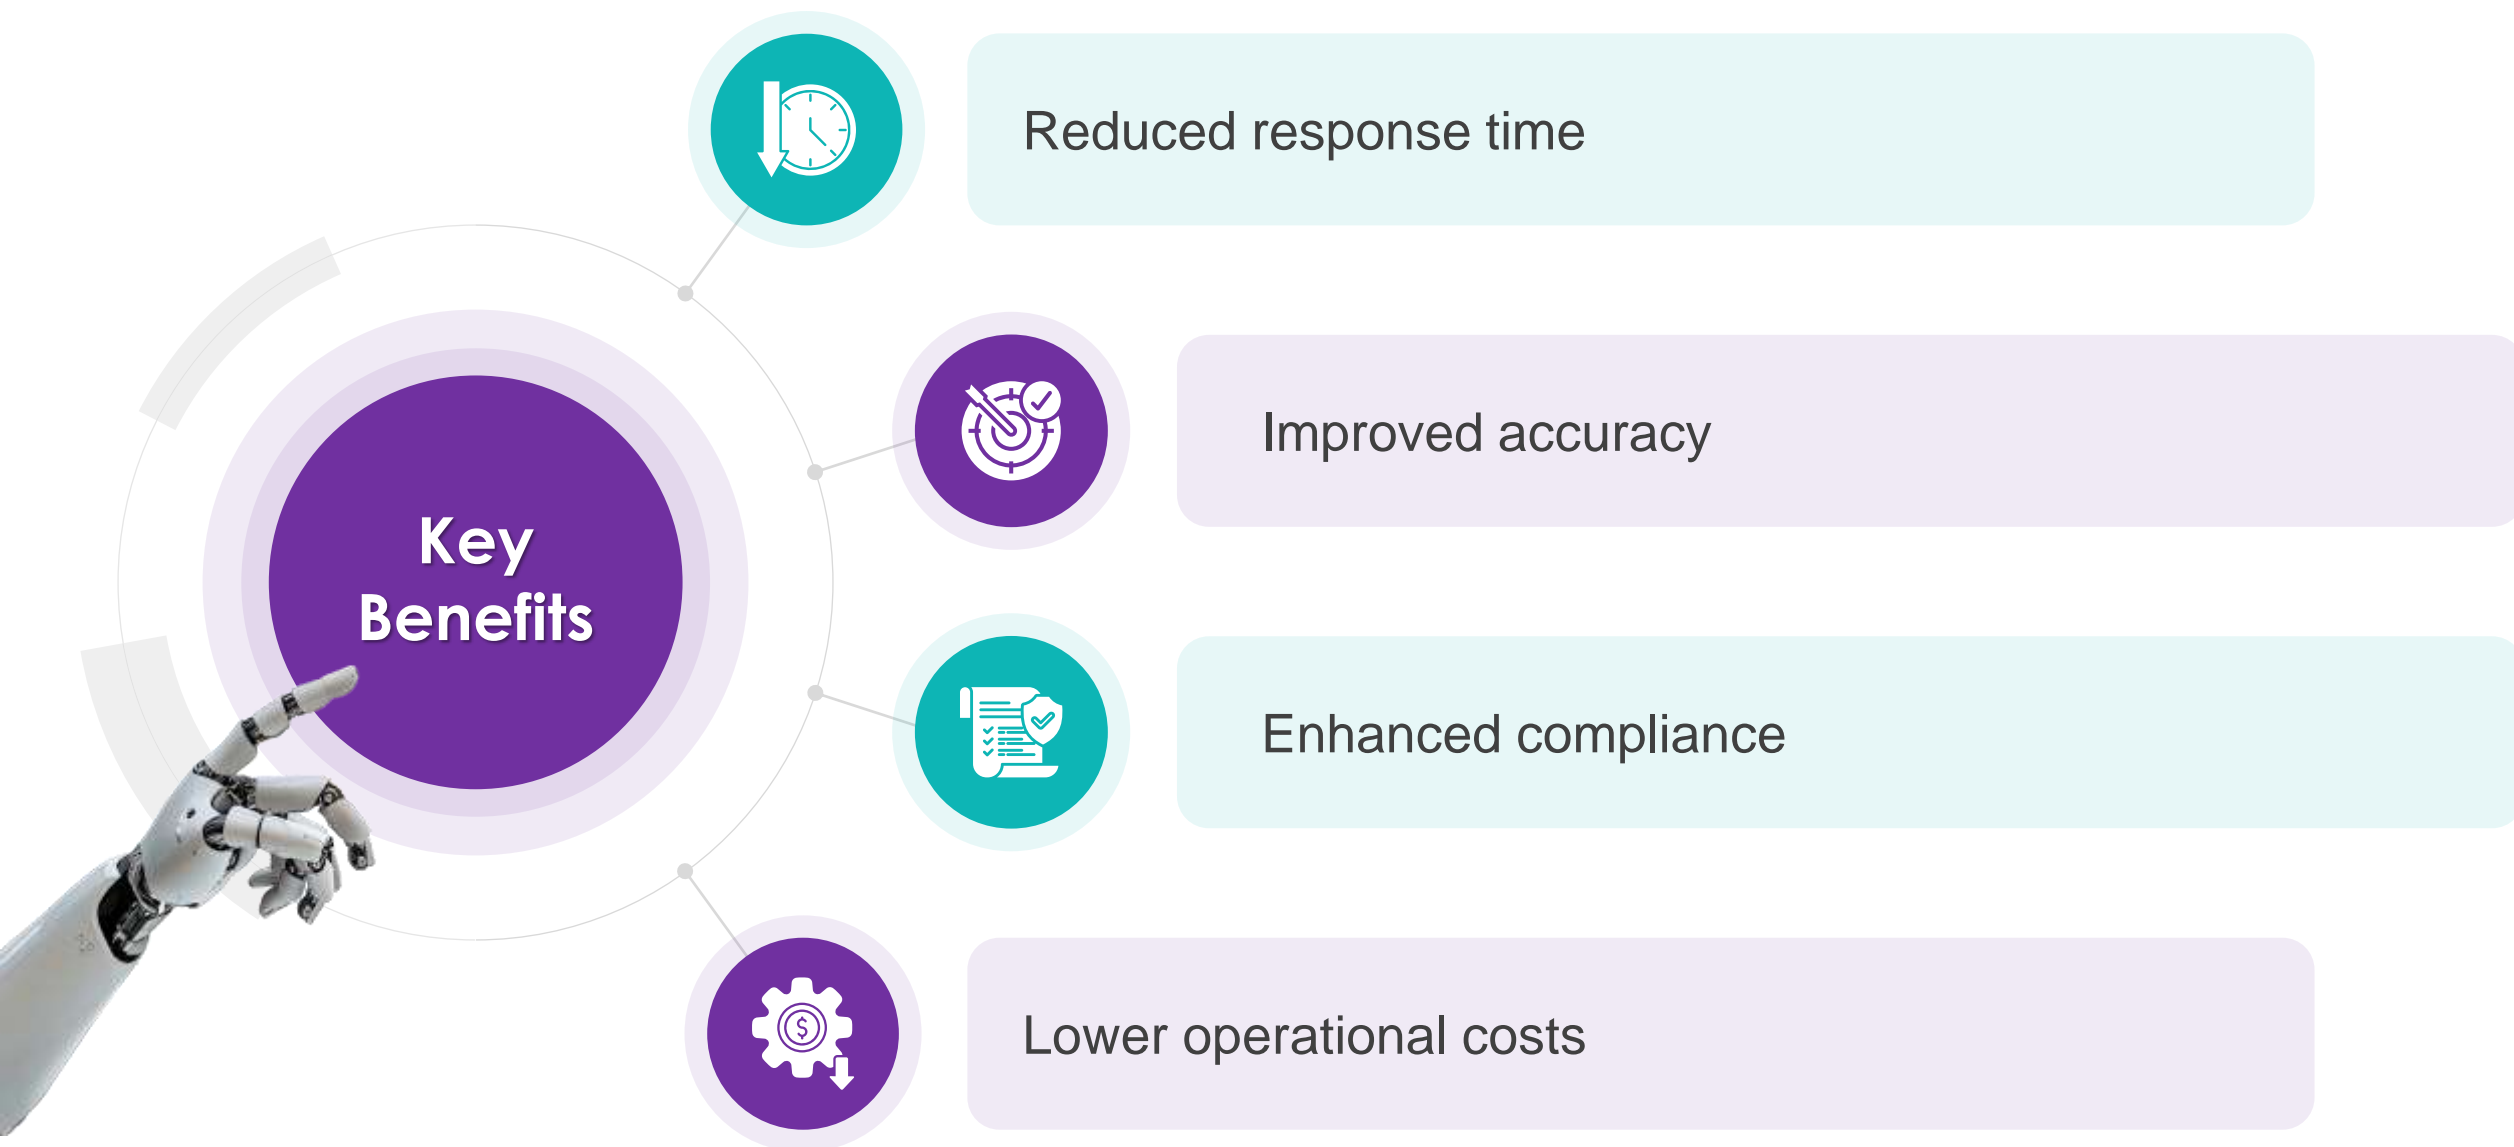 Key
Benefits
Reduced response time
Improved accuracy
Enhanced compliance
Lower operational costs